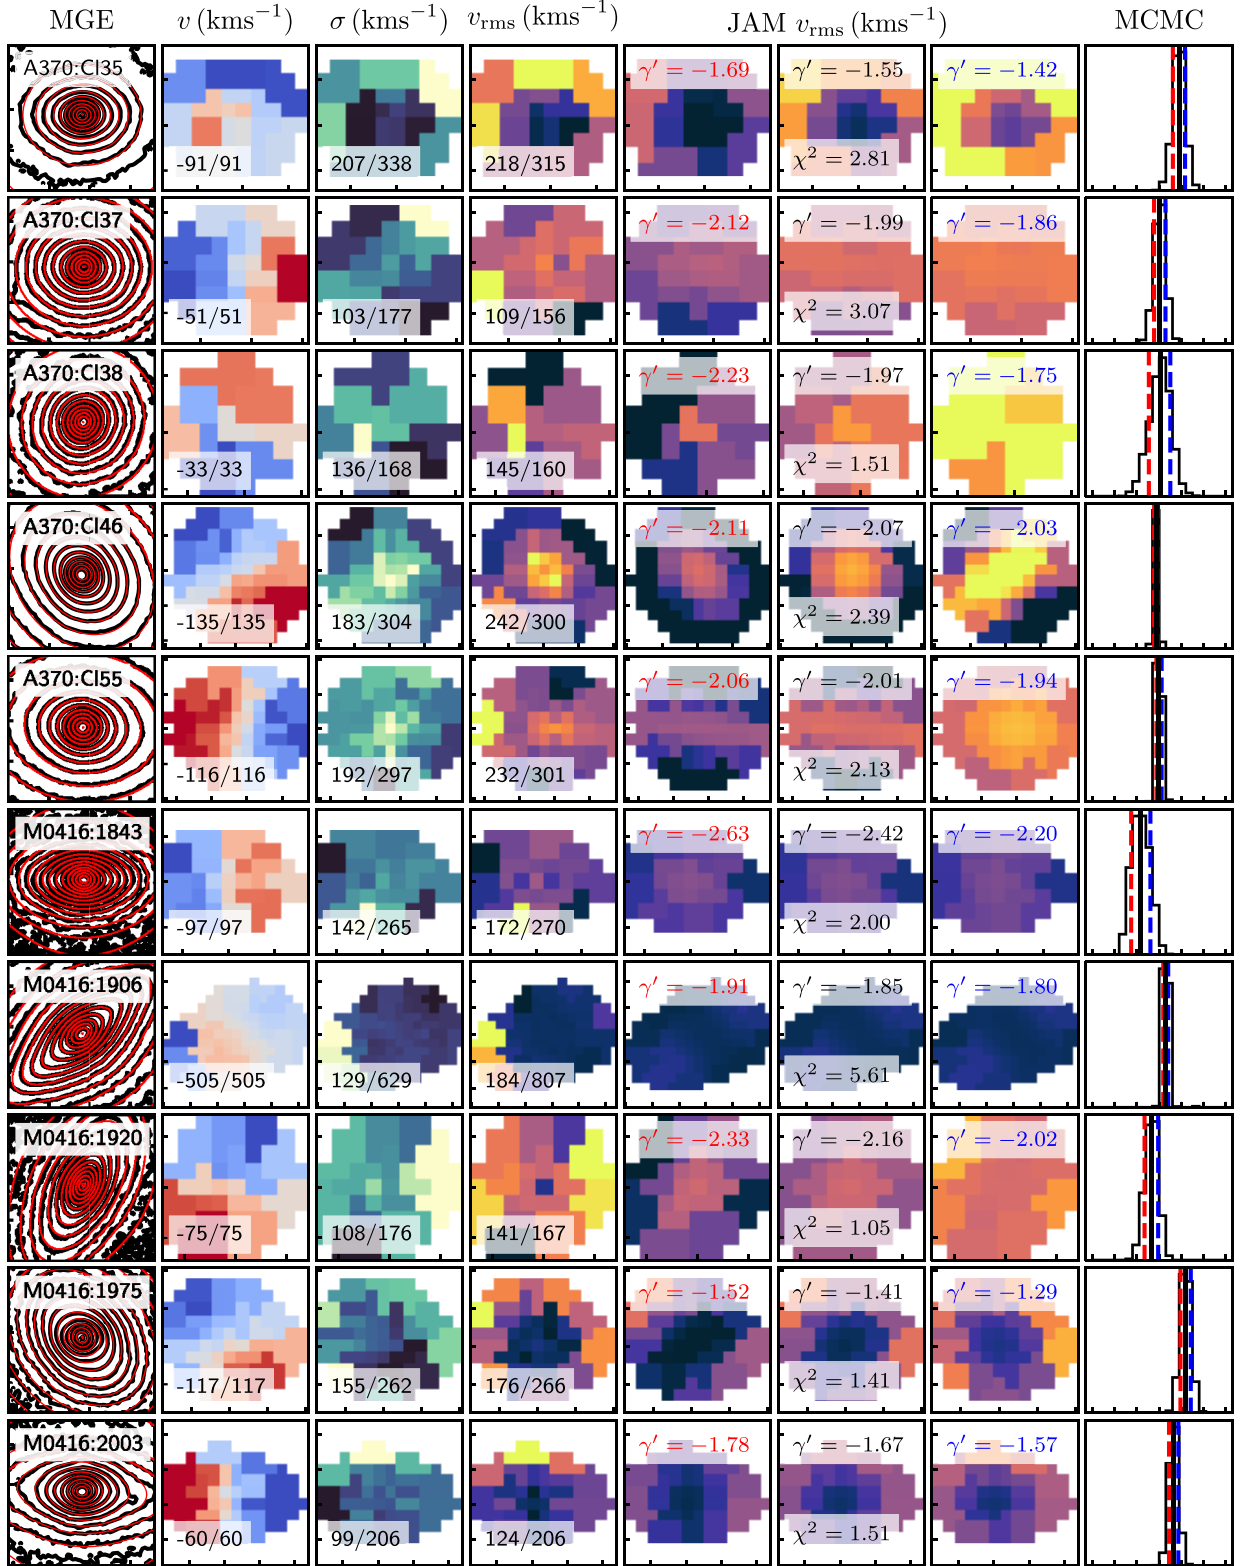 MGE v (kms⁻¹) σ (kms⁻¹) v_rms (kms⁻¹) JAM v_rms (kms⁻¹) MCMC
A370:Cl35 γ′ = −1.69 γ′ = −1.55 γ′ = −1.42
-91/91 207/338 218/315 χ² = 2.81
A370:Cl37 γ′ = −2.12 γ′ = −1.99 γ′ = −1.86
-51/51 103/177 109/156 χ² = 3.07
A370:Cl38 γ′ = −2.23 γ′ = −1.97 γ′ = −1.75
-33/33 136/168 145/160 χ² = 1.51
A370:Cl46 γ′ = −2.11 γ′ = −2.07 γ′ = −2.03
-135/135 183/304 242/300 χ² = 2.39
A370:Cl55 γ′ = −2.06 γ′ = −2.01 γ′ = −1.94
-116/116 192/297 232/301 χ² = 2.13
M0416:1843 γ′ = −2.63 γ′ = −2.42 γ′ = −2.20
-97/97 142/265 172/270 χ² = 2.00
M0416:1906 γ′ = −1.91 γ′ = −1.85 γ′ = −1.80
-505/505 129/629 184/807 χ² = 5.61
M0416:1920 γ′ = −2.33 γ′ = −2.16 γ′ = −2.02
-75/75 108/176 141/167 χ² = 1.05
M0416:1975 γ′ = −1.52 γ′ = −1.41 γ′ = −1.29
-117/117 155/262 176/266 χ² = 1.41
M0416:2003 γ′ = −1.78 γ′ = −1.67 γ′ = −1.57
-60/60 99/206 124/206 χ² = 1.51